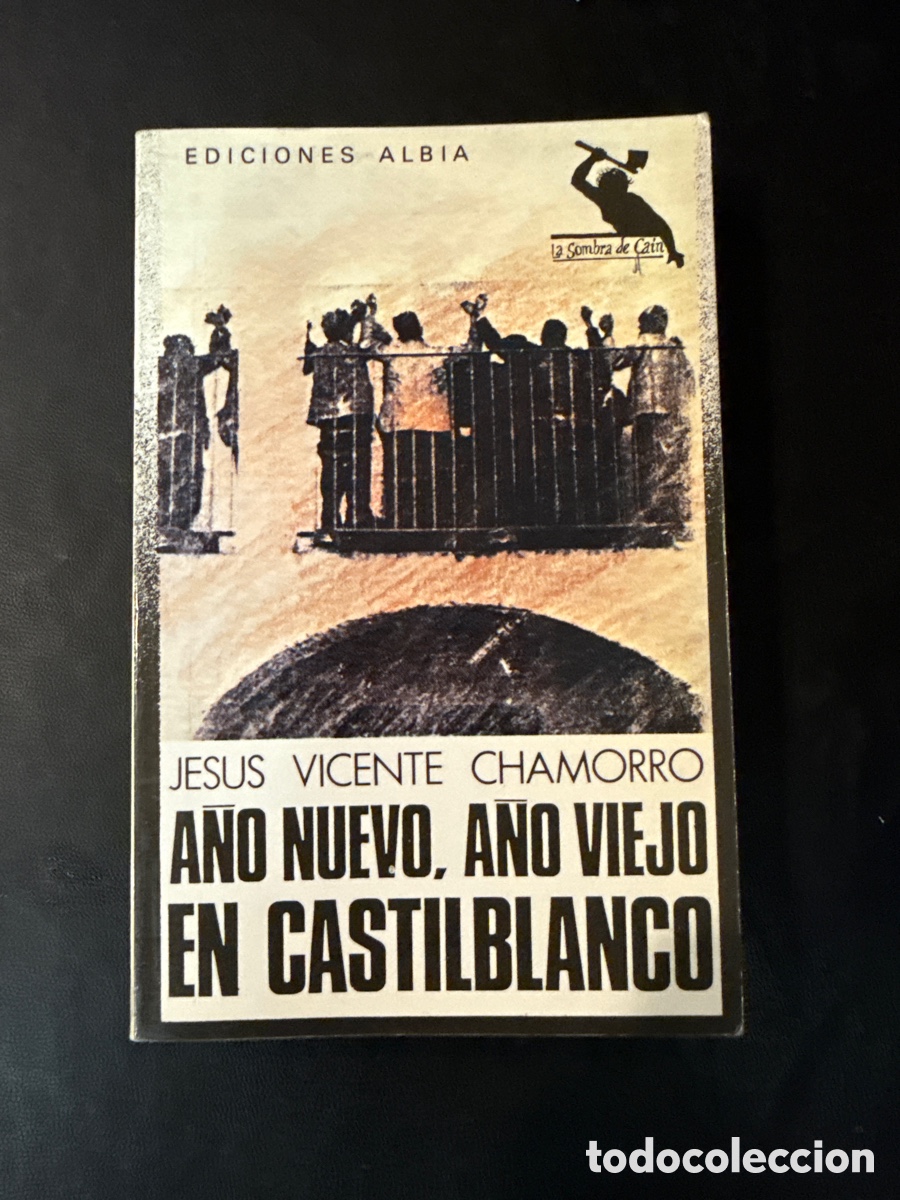 EDICIONES ALBIA
la Sombra de Caín
JESUS VICENTE CHAMORRO
AÑO NUEVO, AÑO VIEJO
EN CASTILBLANCO
todocoleccion